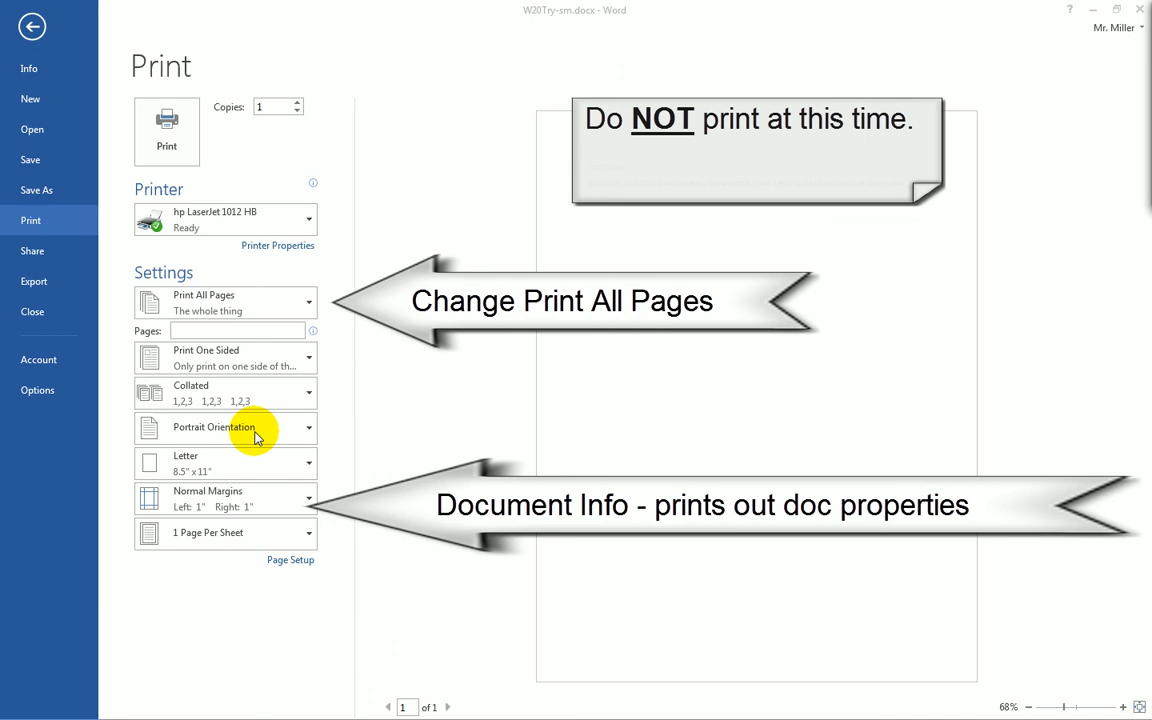 W20Try-sm.docx - Word
?
Mr. Miller
Info
New
Open
Save
Save As
Print
Share
Export
Close
Account
Options
Print
Print
Copies: 1
Printer
hp LaserJet 1012 HB
Ready
Printer Properties
Settings
Print All Pages
The whole thing
Pages:
Print One Sided
Only print on one side of th...
Collated
1,2,3 1,2,3 1,2,3
Portrait Orientation
Letter
8.5" x 11"
Normal Margins
Left: 1" Right: 1"
1 Page Per Sheet
Page Setup
Do NOT print at this time.
Change Print All Pages
Document Info - prints out doc properties
1 of 1
68%